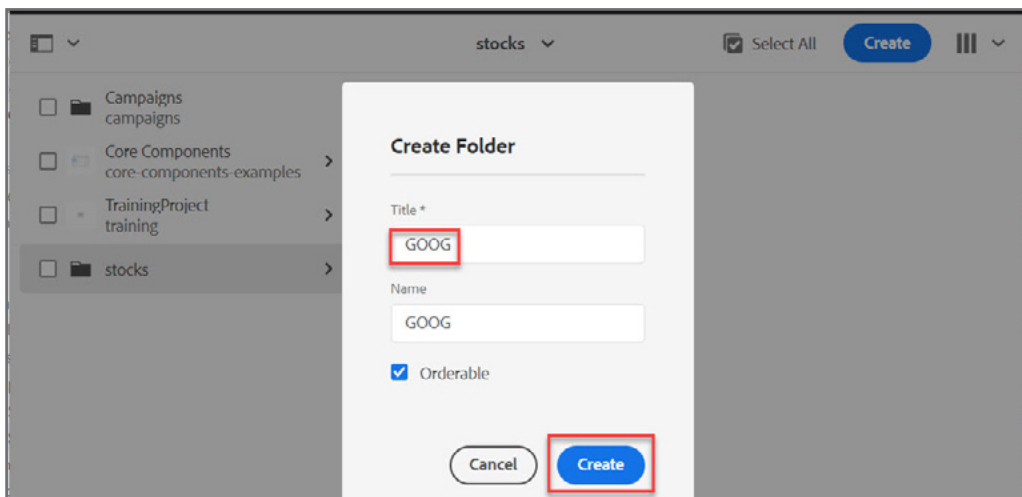 stocks
Select All
Create
Campaigns
campaigns
Core Components
core-components-examples
TrainingProject
training
stocks
Create Folder
Title *
GOOG
Name
GOOG
Orderable
Cancel
Create